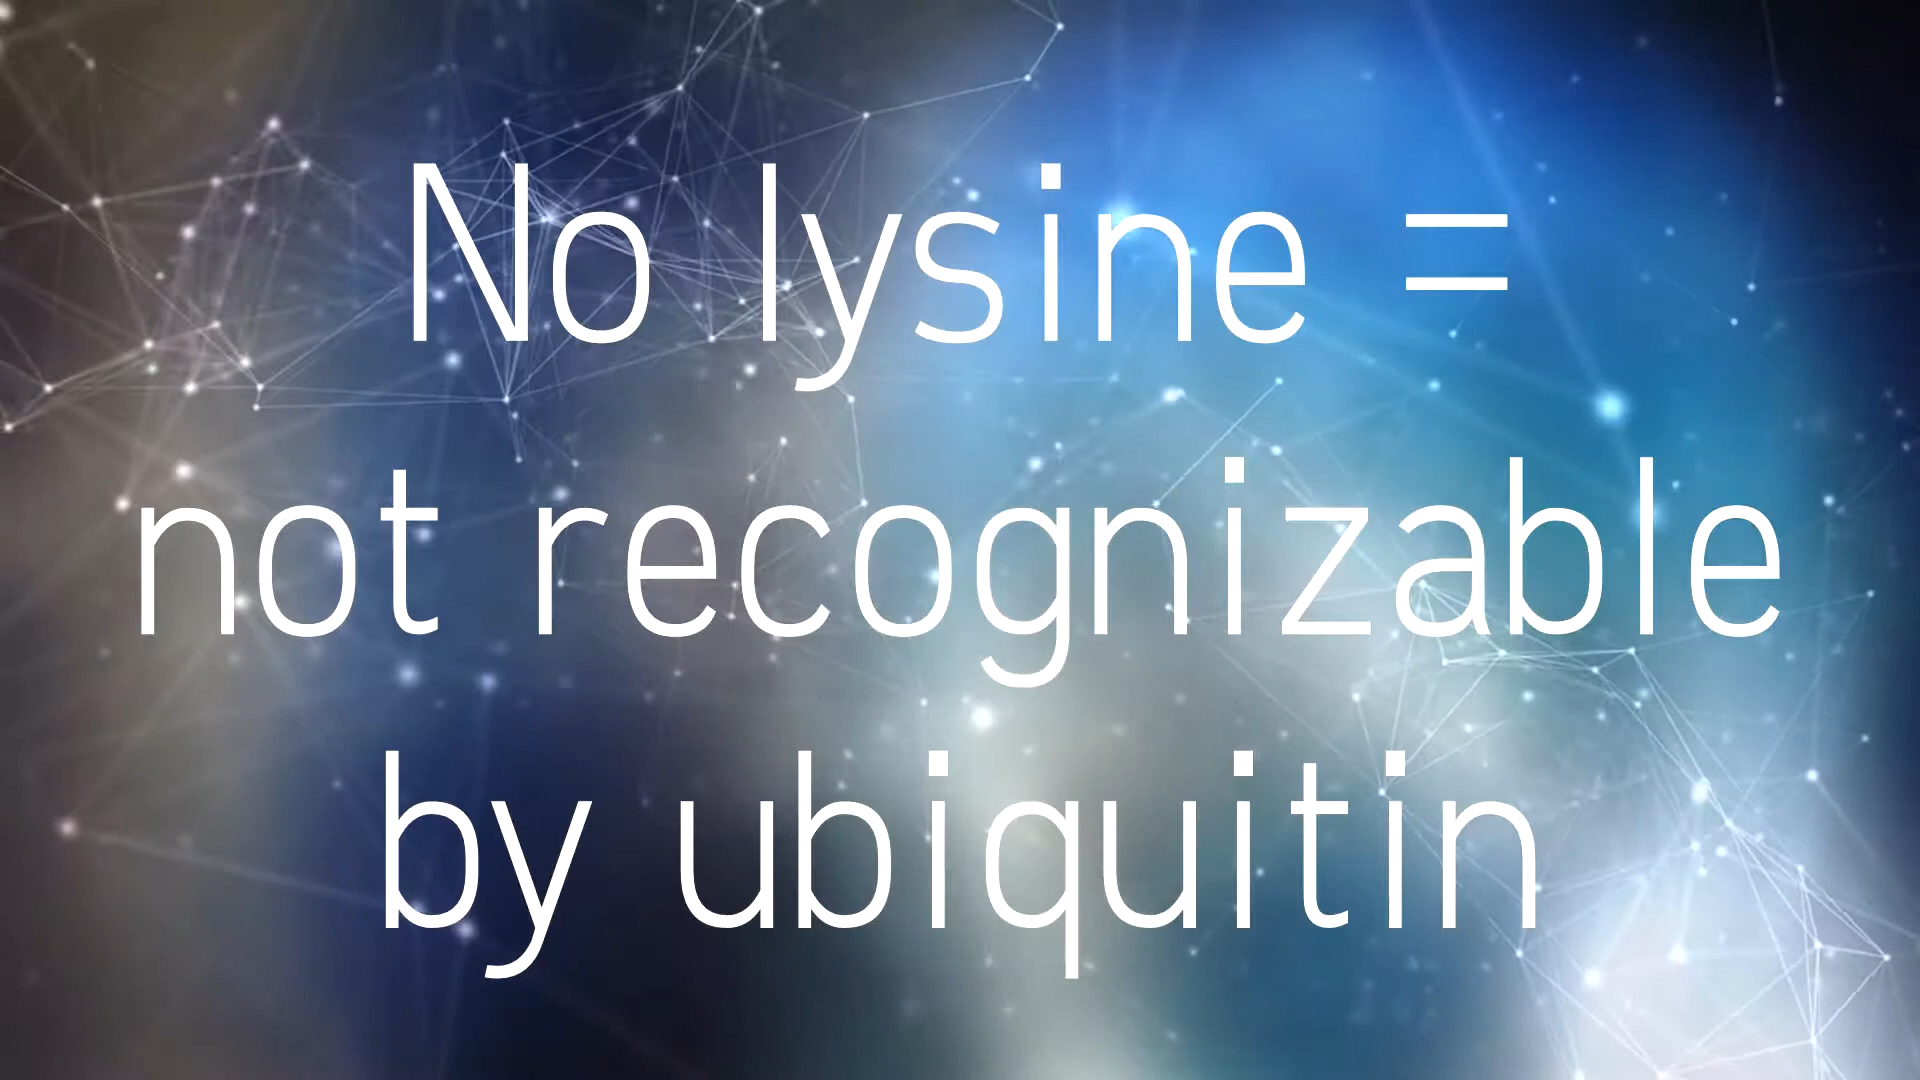 No lysine =
not recognizable
by ubiquitin